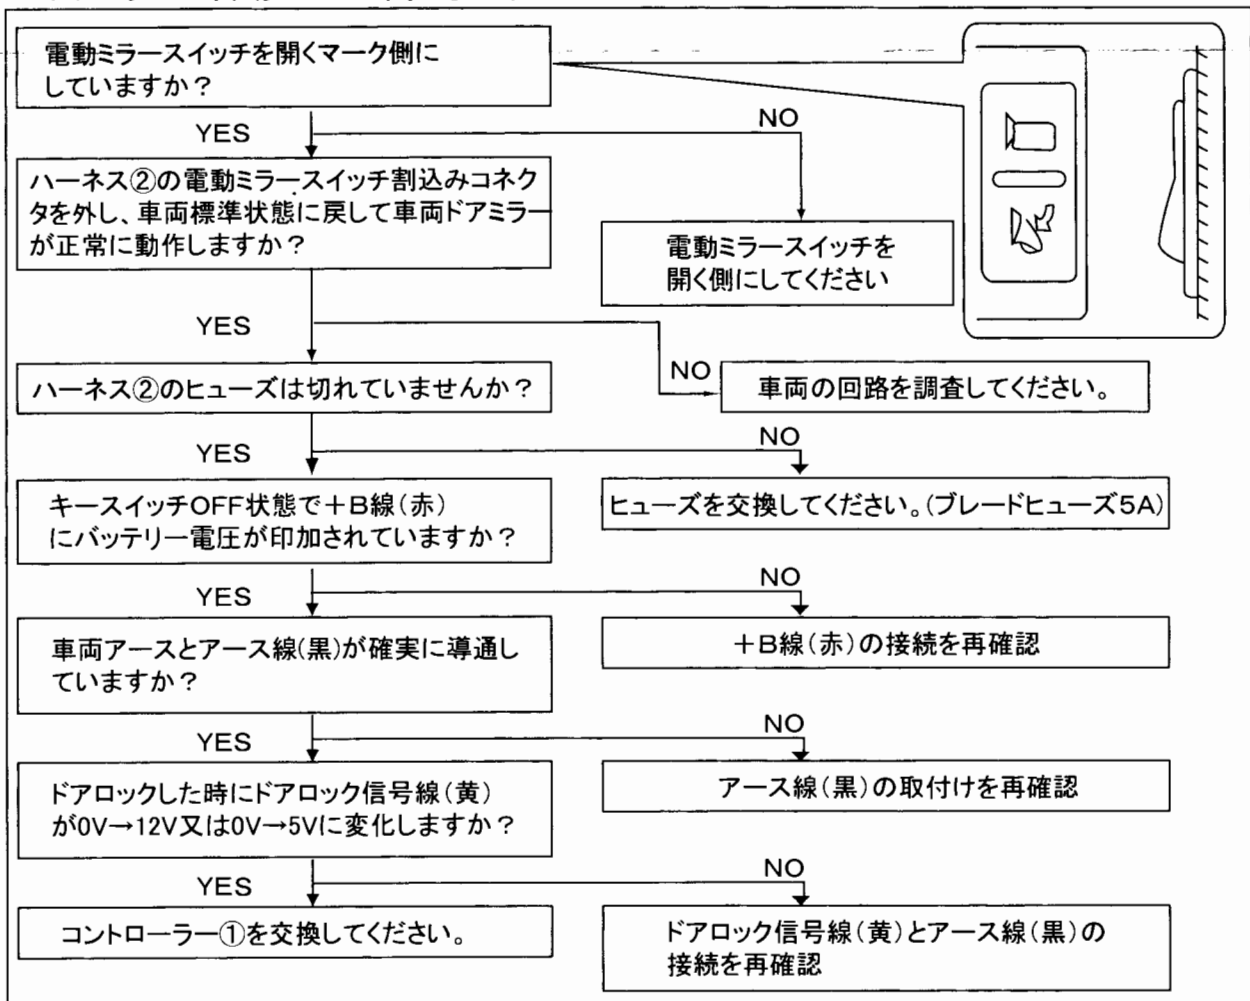 電動ミラースイッチを開くマーク側に
していますか？
YES
NO
ハーネス②の電動ミラースイッチ割込みコネク
タを外し、車両標準状態に戻して車両ドアミラー
が正常に動作しますか？
電動ミラースイッチを
開く側にしてください
YES
NO
ハーネス②のヒューズは切れていませんか？
車両の回路を調査してください。
YES
NO
キースイッチOFF状態で＋B線（赤）
にバッテリー電圧が印加されていますか？
ヒューズを交換してください。（ブレードヒューズ5A）
YES
NO
車両アースとアース線（黒）が確実に導通し
ていますか？
＋B線（赤）の接続を再確認
YES
NO
ドアロックした時にドアロック信号線（黄）
が0V→12V又は0V→5Vに変化しますか？
アース線（黒）の取付けを再確認
YES
NO
コントローラー①を交換してください。
ドアロック信号線（黄）とアース線（黒）の
接続を再確認